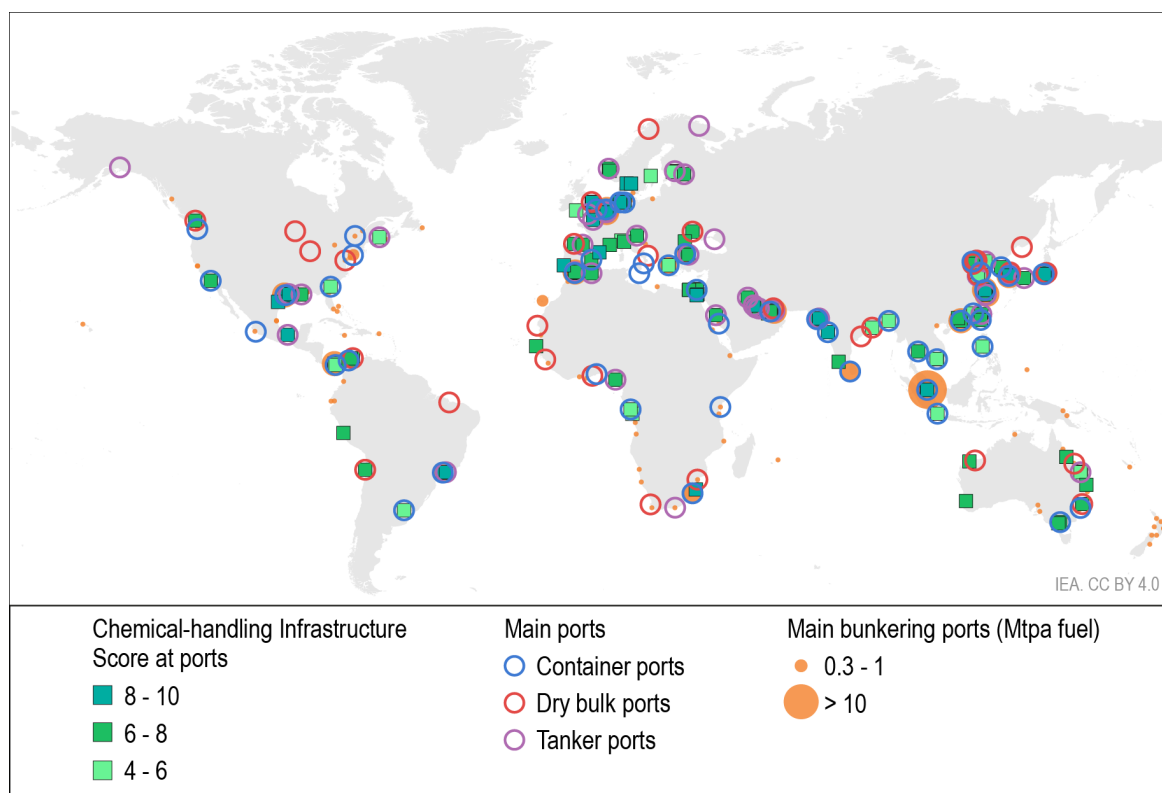 IEA. CC BY 4.0
Chemical-handling Infrastructure
Score at ports
8 - 10
6 - 8
4 - 6
Main ports
Container ports
Dry bulk ports
Tanker ports
Main bunkering ports (Mtpa fuel)
0.3 - 1
> 10